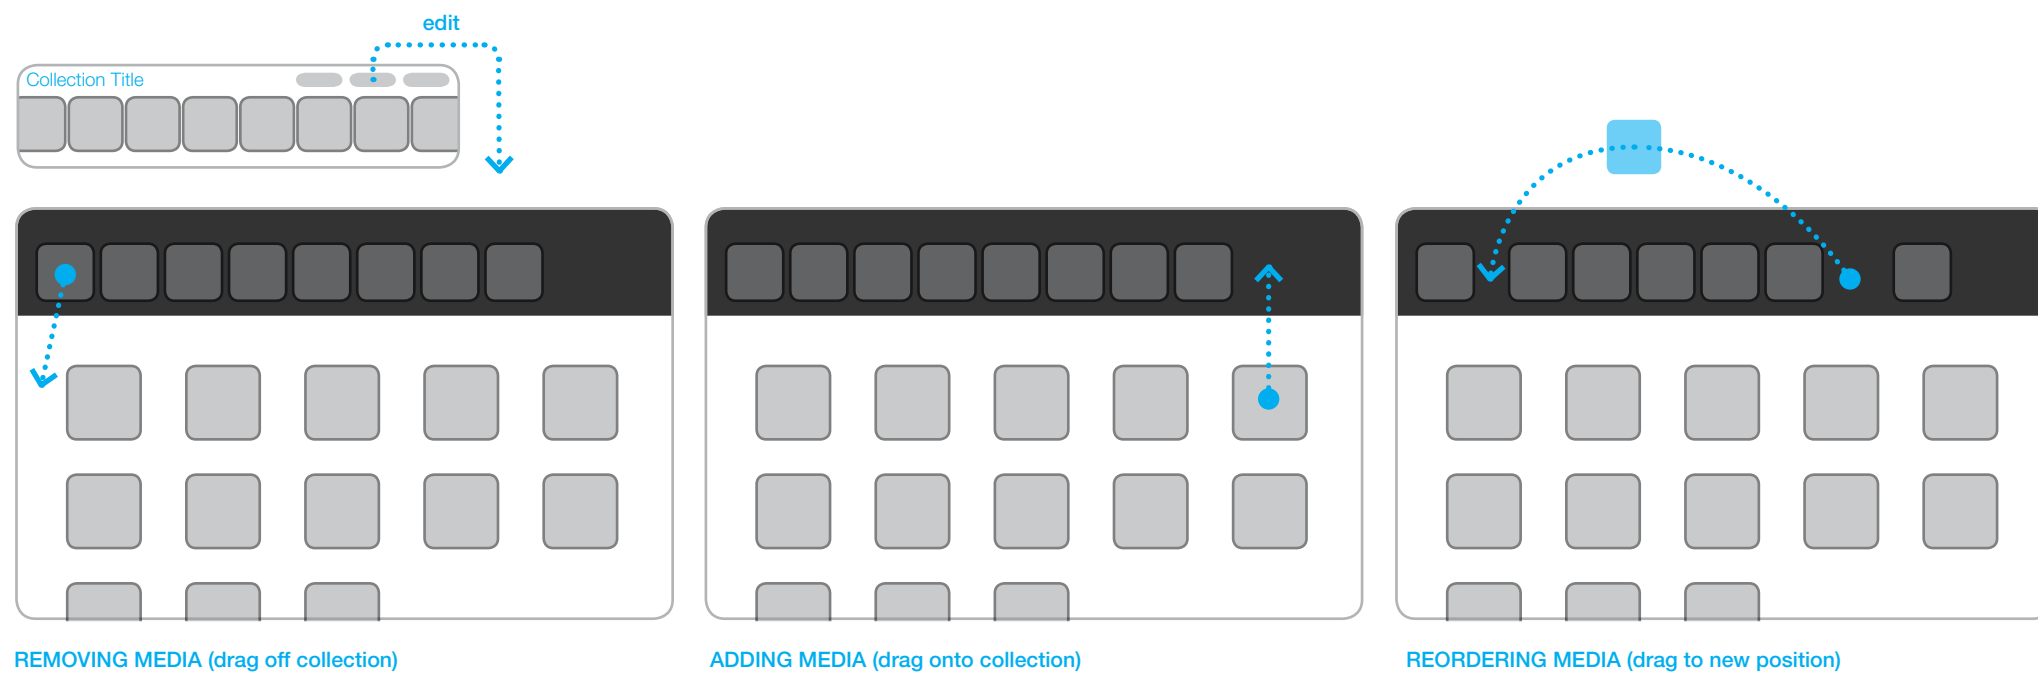 edit
Collection Title
REMOVING MEDIA (drag off collection)
ADDING MEDIA (drag onto collection)
REORDERING MEDIA (drag to new position)